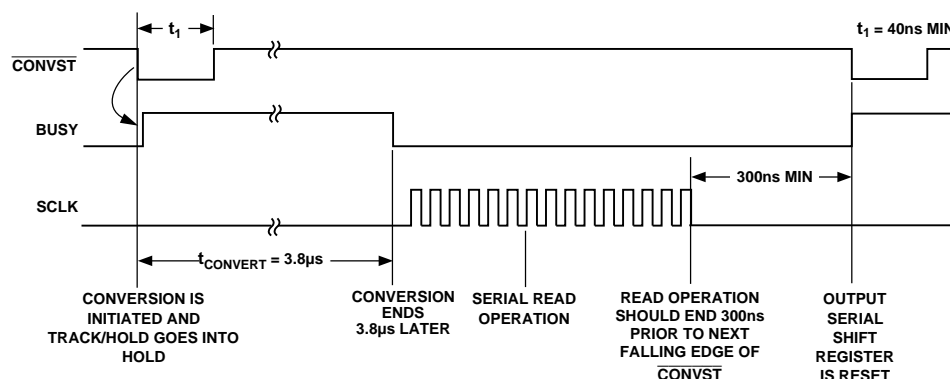 t1
t1 = 40ns MIN
CONVST
BUSY
300ns MIN
SCLK
tCONVERT = 3.8µs
CONVERSION IS
INITIATED AND
TRACK/HOLD GOES INTO
HOLD
CONVERSION
ENDS
3.8µs LATER
SERIAL READ
OPERATION
READ OPERATION
SHOULD END 300ns
PRIOR TO NEXT
FALLING EDGE OF
CONVST
OUTPUT
SERIAL
SHIFT
REGISTER
IS RESET